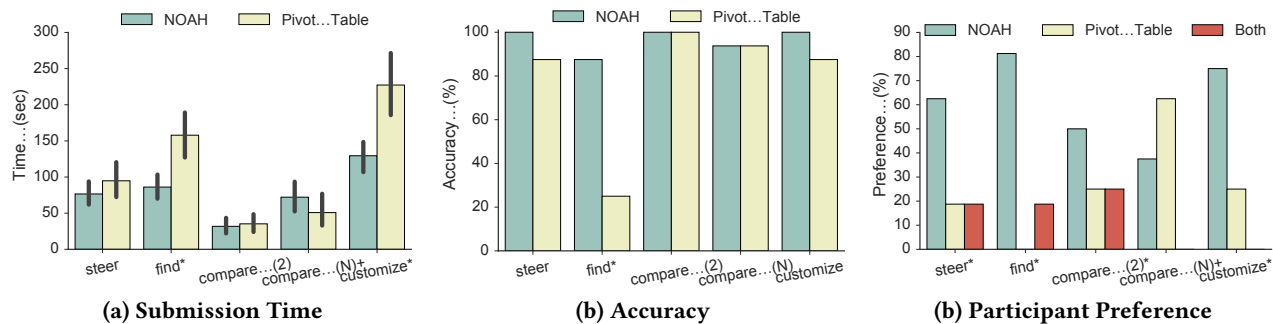 NOAH Pivot…Table
Time…(sec)
300
250
200
150
100
50
0
steer find* compare…(2) compare…(N)+ customize*
(a) Submission Time
NOAH Pivot…Table
Accuracy…(%)
100
80
60
40
20
0
steer find* compare…(2) compare…(N) customize
(b) Accuracy
NOAH Pivot…Table Both
Preference…(%)
90
80
70
60
50
40
30
20
10
0
steer* find* compare…(2)* compare…(N)+ customize*
(b) Participant Preference